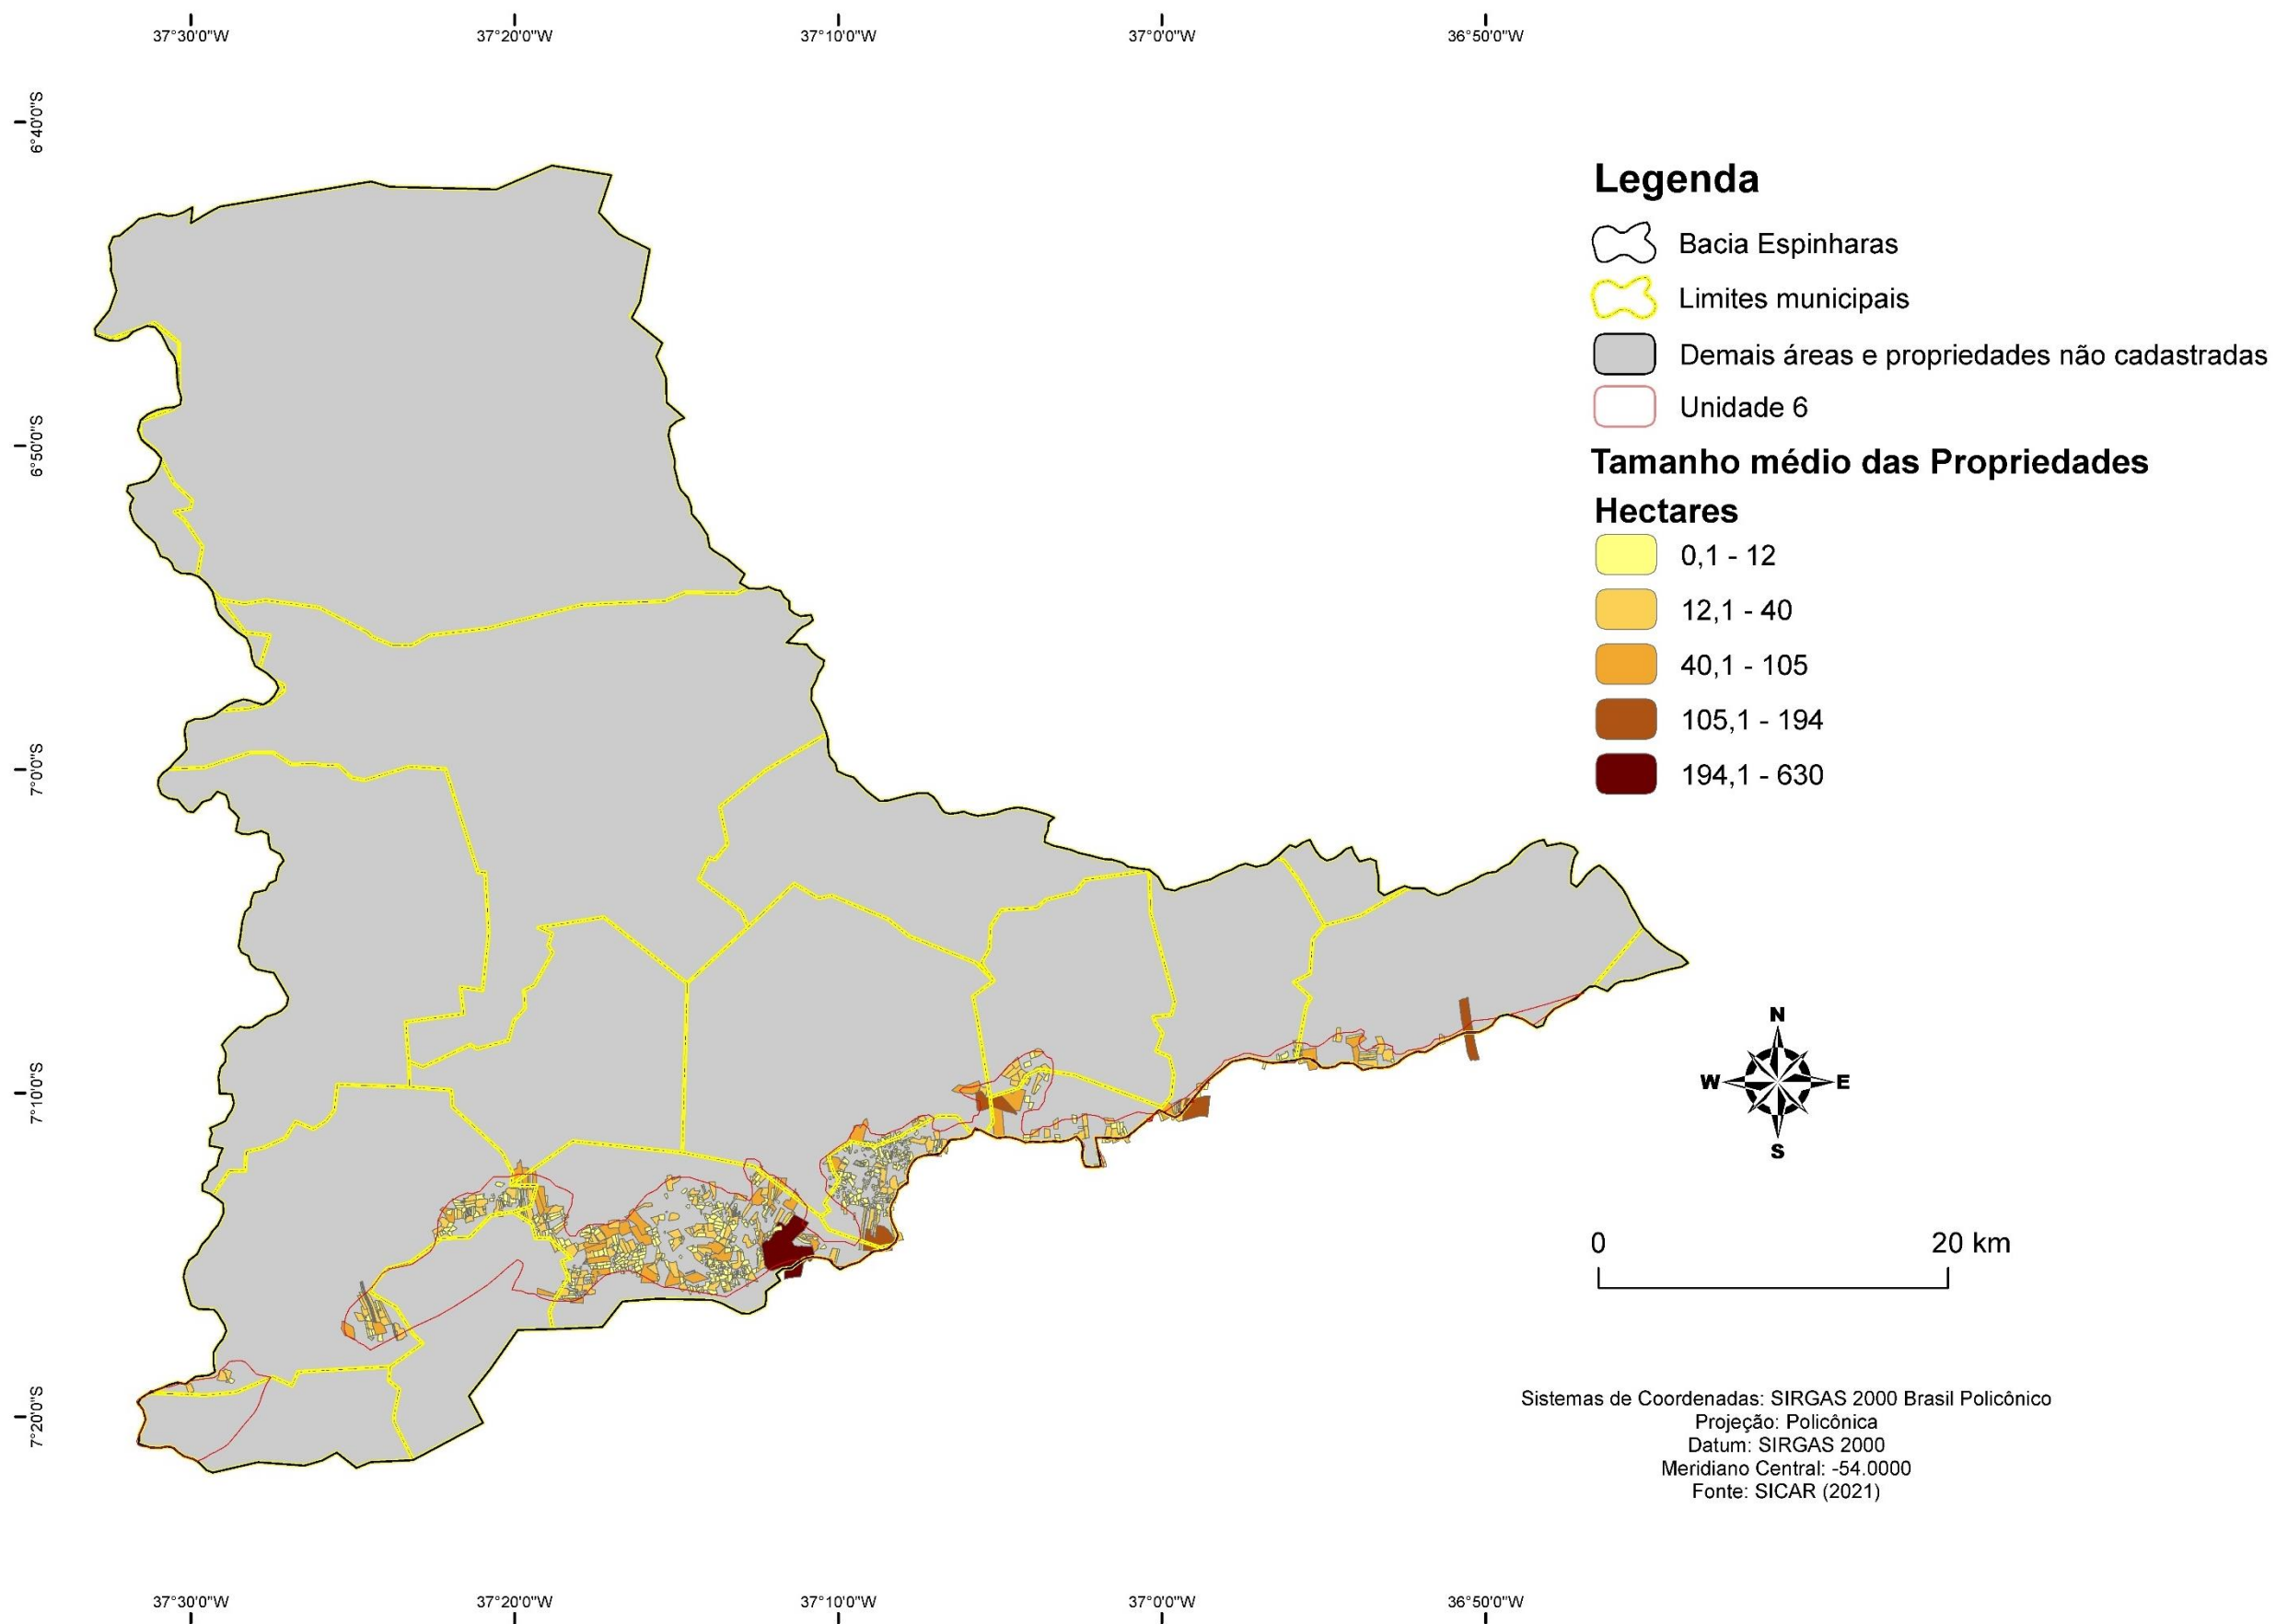 37°30'0"W
37°20'0"W
37°10'0"W
37°0'0"W
36°50'0"W
6°40'0"S
6°50'0"S
7°0'0"S
7°10'0"S
7°20'0"S
Legenda
Bacia Espinharas
Limites municipais
Demais áreas e propriedades não cadastradas
Unidade 6
Tamanho médio das Propriedades
Hectares
0,1 - 12
12,1 - 40
40,1 - 105
105,1 - 194
194,1 - 630
N
W
E
S
0
20 km
Sistemas de Coordenadas: SIRGAS 2000 Brasil Policônico
Projeção: Policônica
Datum: SIRGAS 2000
Meridiano Central: -54.0000
Fonte: SICAR (2021)
37°30'0"W
37°20'0"W
37°10'0"W
37°0'0"W
36°50'0"W